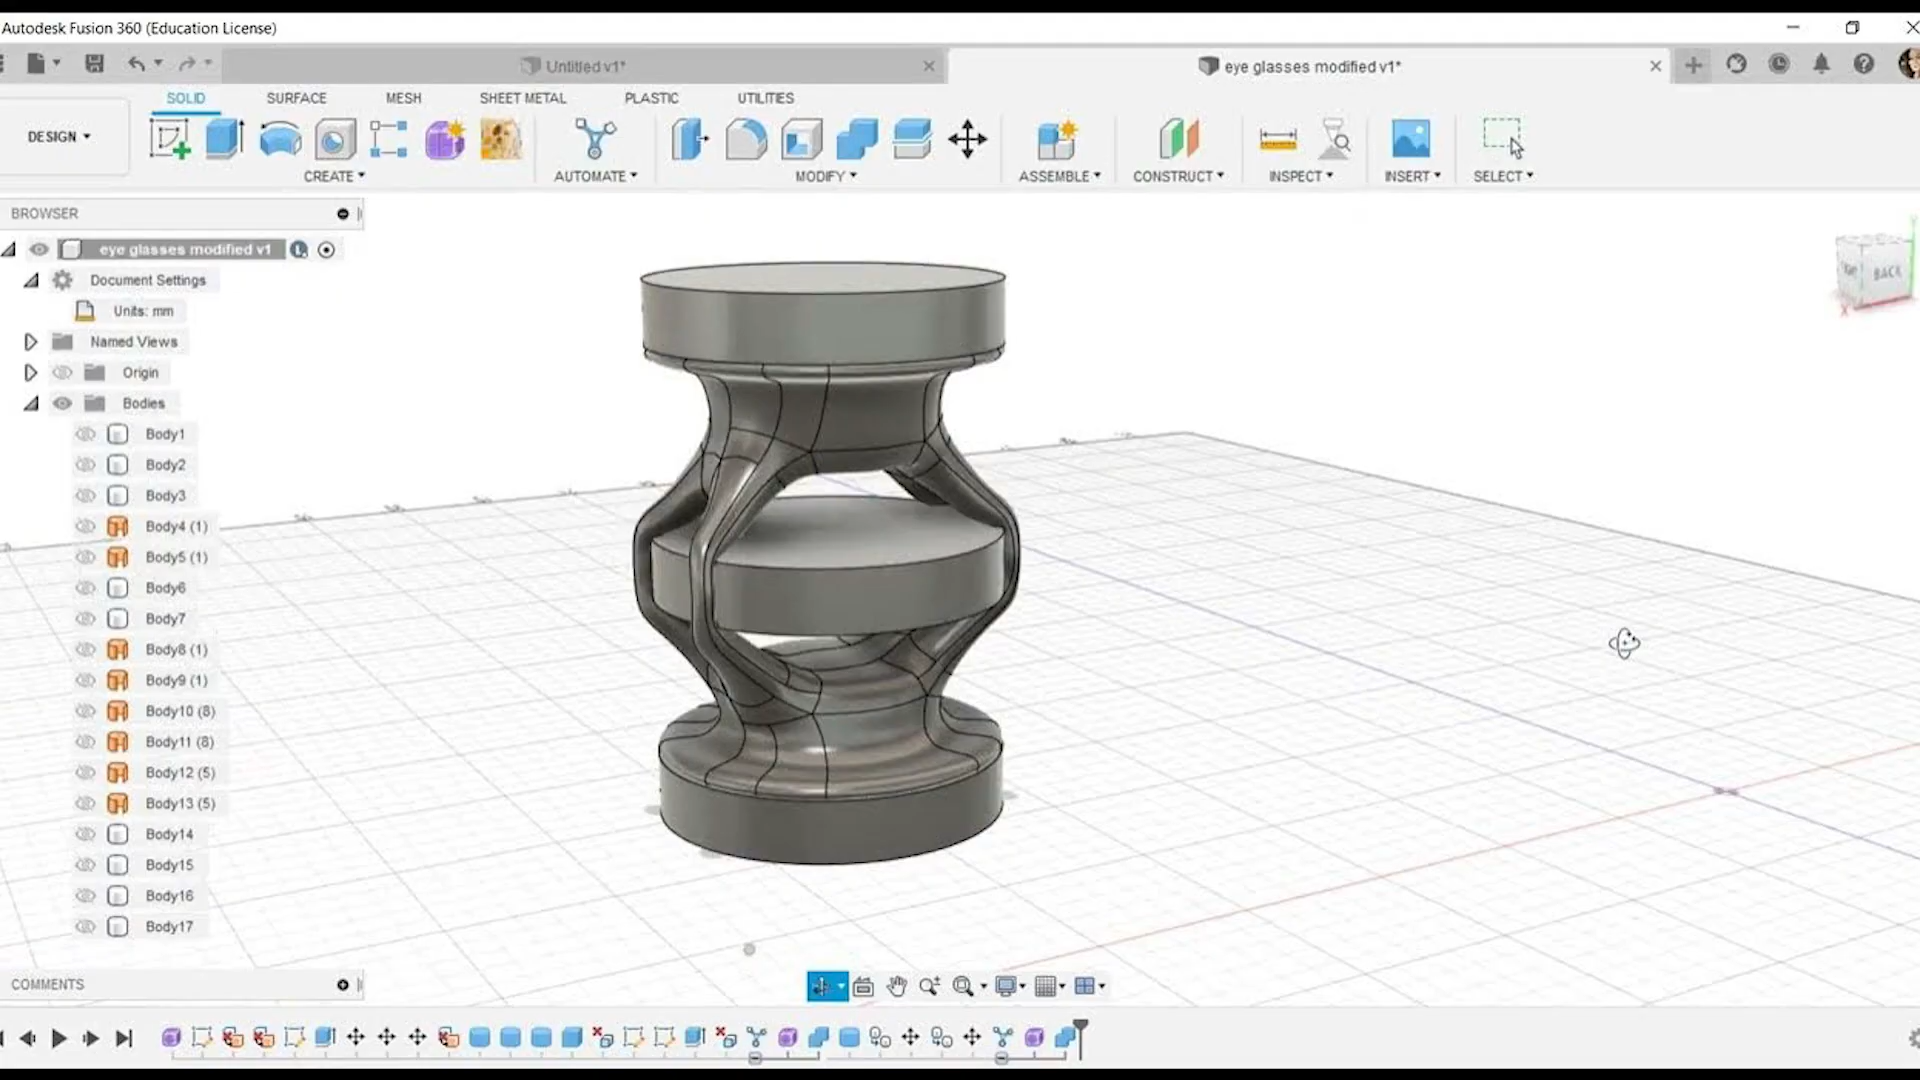 Autodesk Fusion 360 (Education License)
Untitled v1*
eye glasses modified v1*
SOLID SURFACE MESH SHEET METAL PLASTIC UTILITIES
DESIGN
CREATE AUTOMATE MODIFY ASSEMBLE CONSTRUCT INSPECT INSERT SELECT
BROWSER
eye glasses modified v1
Document Settings
Units: mm
Named Views
Origin
Bodies
Body1
Body2
Body3
Body4 (1)
Body5 (1)
Body6
Body7
Body8 (1)
Body9 (1)
Body10 (8)
Body11 (8)
Body12 (5)
Body13 (5)
Body14
Body15
Body16
Body17
BACK
COMMENTS